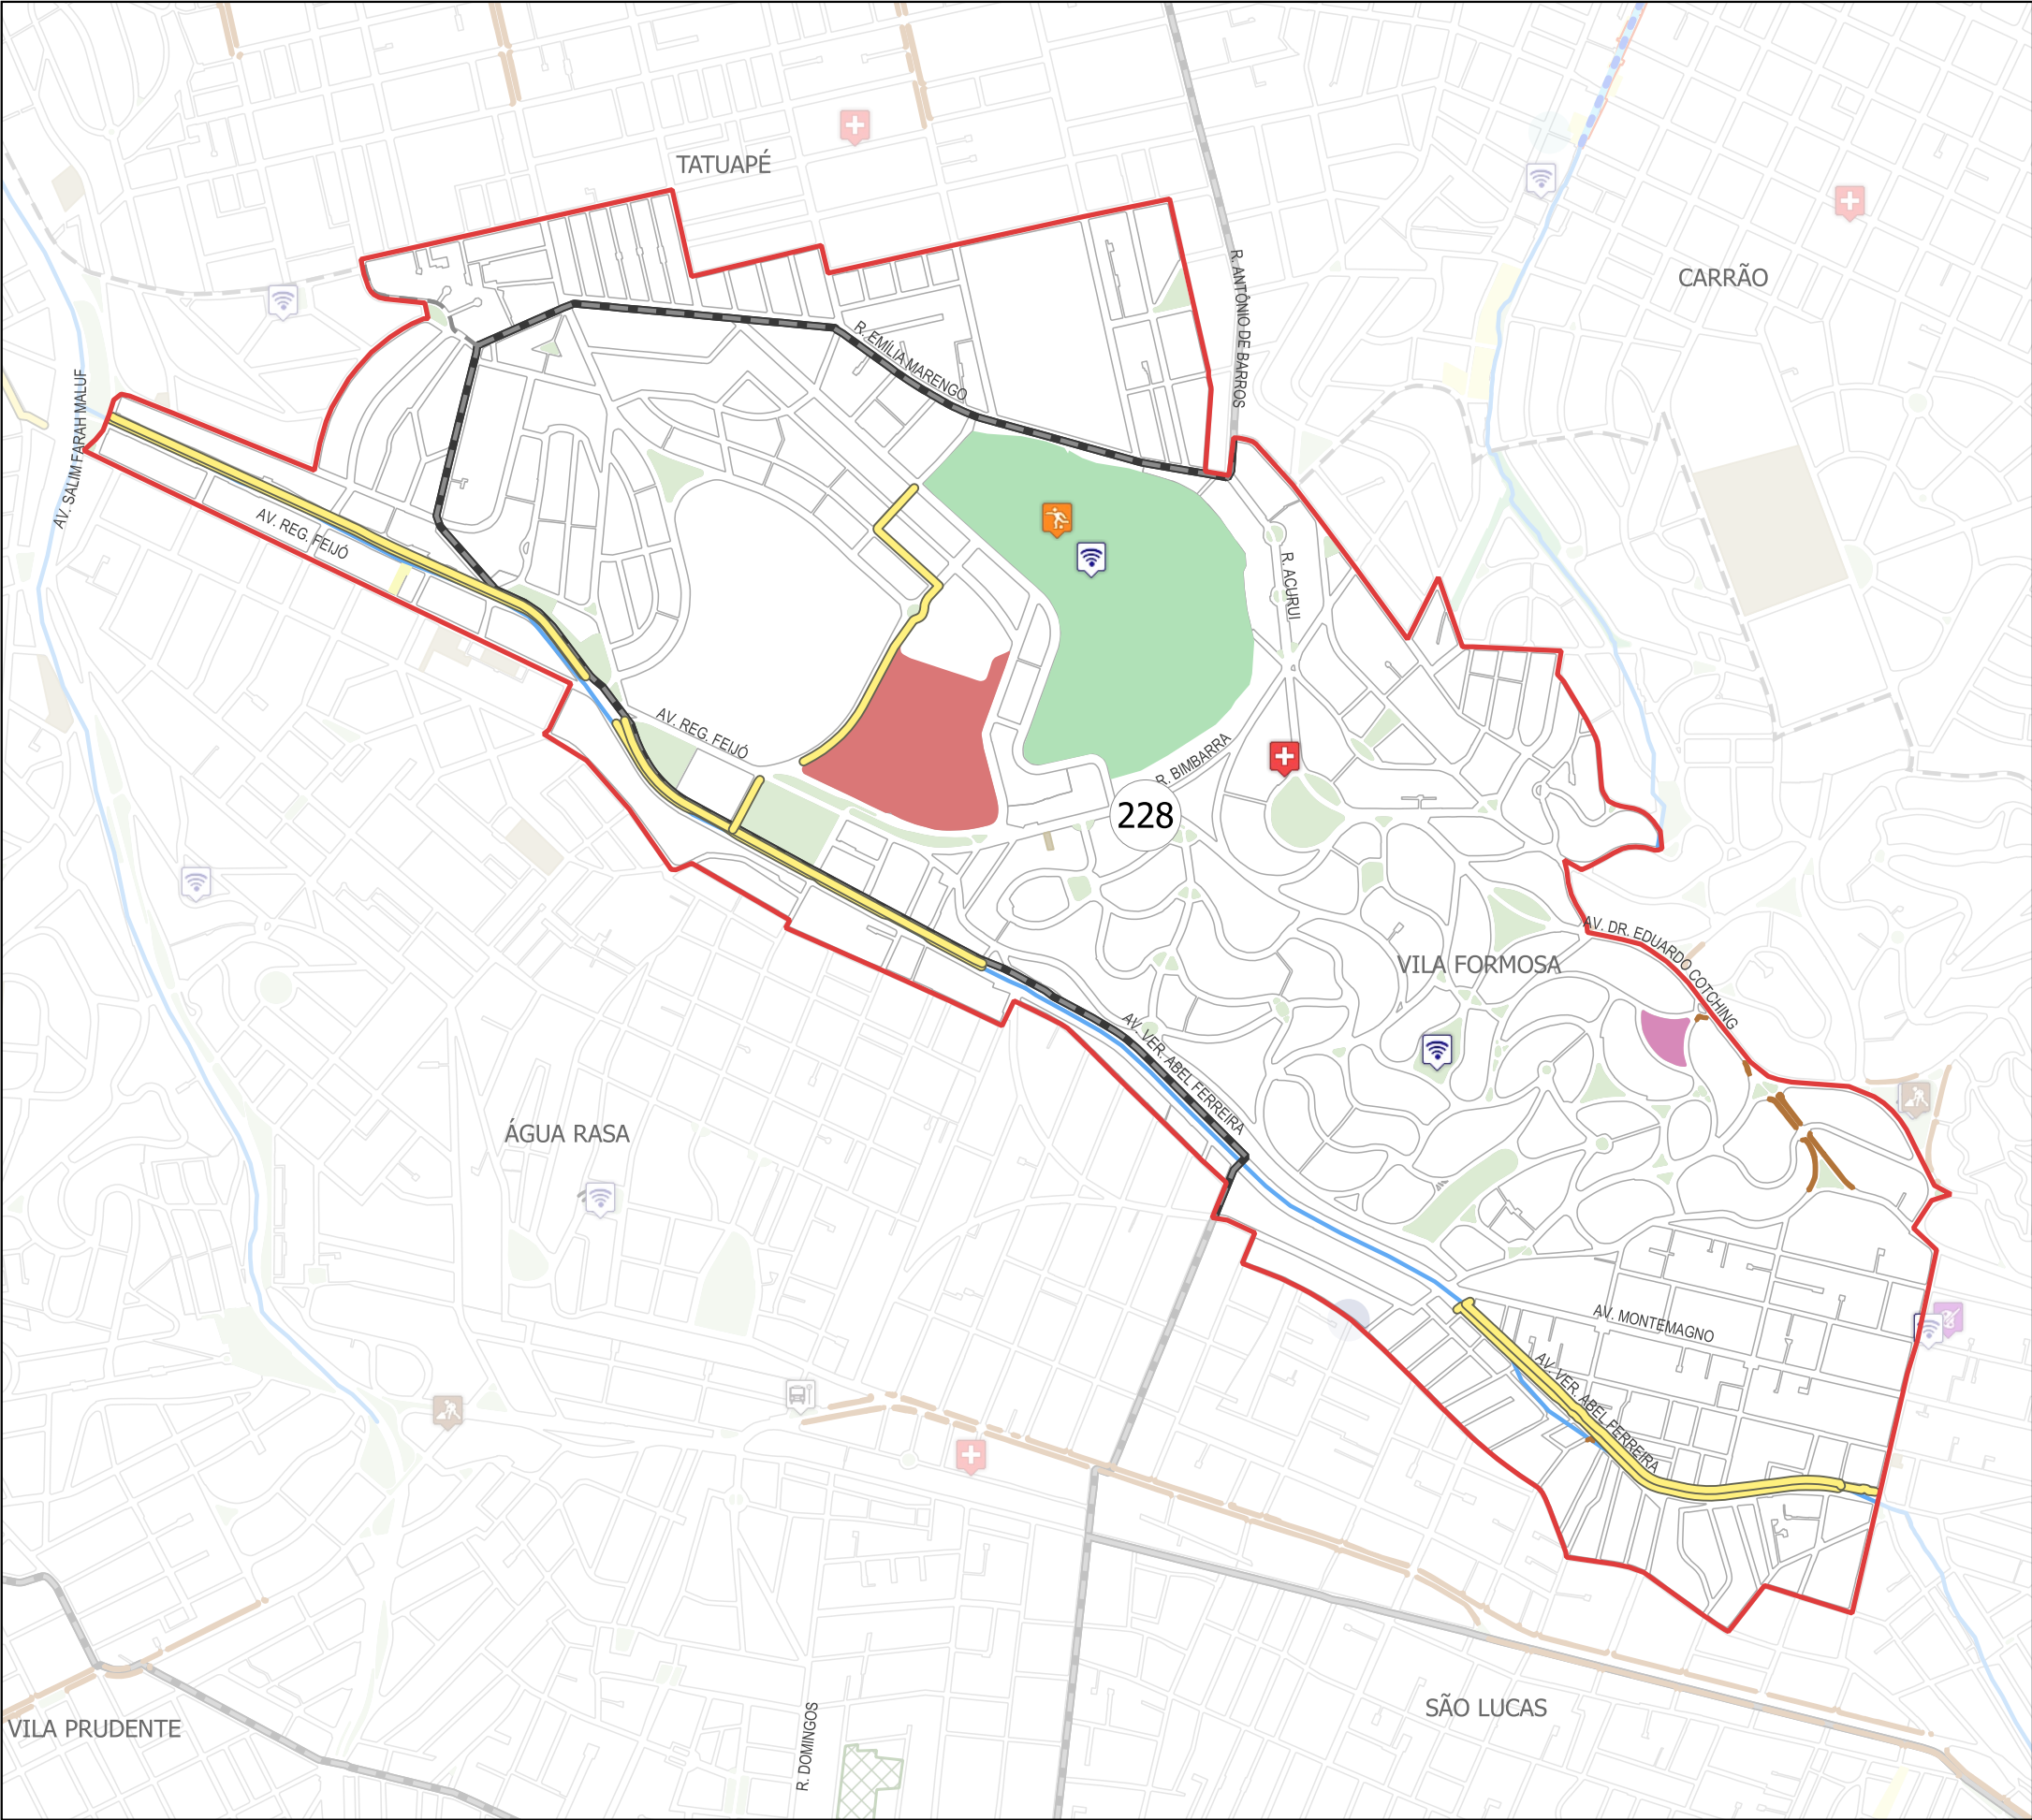 TATUAPÉ
CARRÃO
R. ANTÔNIO DE BARROS
R. EMÍLIA MARENGO
AV. SALIM FARAH MALUF
AV. REG. FEIJÓ
R. ACURUI
AV. REG. FEIJÓ
R. BIMBARRA
228
AV. DR. EDUARDO COTCHING
VILA FORMOSA
AV. VER. ABEL FERREIRA
ÁGUA RASA
AV. MONTEMAGNO
AV. VER. ABEL FERREIRA
SÃO LUCAS
VILA PRUDENTE
R. DOMINGOS